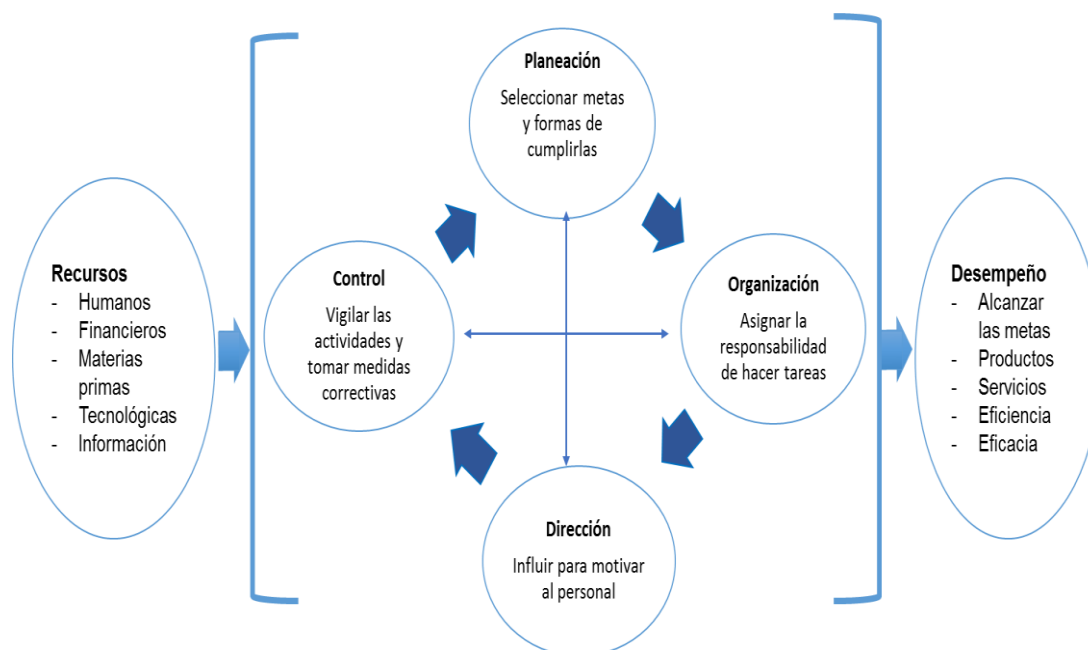 Recursos
- Humanos
- Financieros
- Materias
primas
- Tecnológicas
- Información
Planeación
Seleccionar metas
y formas de
cumplirlas
Control
Vigilar las
actividades y
tomar medidas
correctivas
Organización
Asignar la
responsabilidad
de hacer tareas
Dirección
Influir para motivar
al personal
Desempeño
- Alcanzar
las metas
- Productos
- Servicios
- Eficiencia
- Eficacia